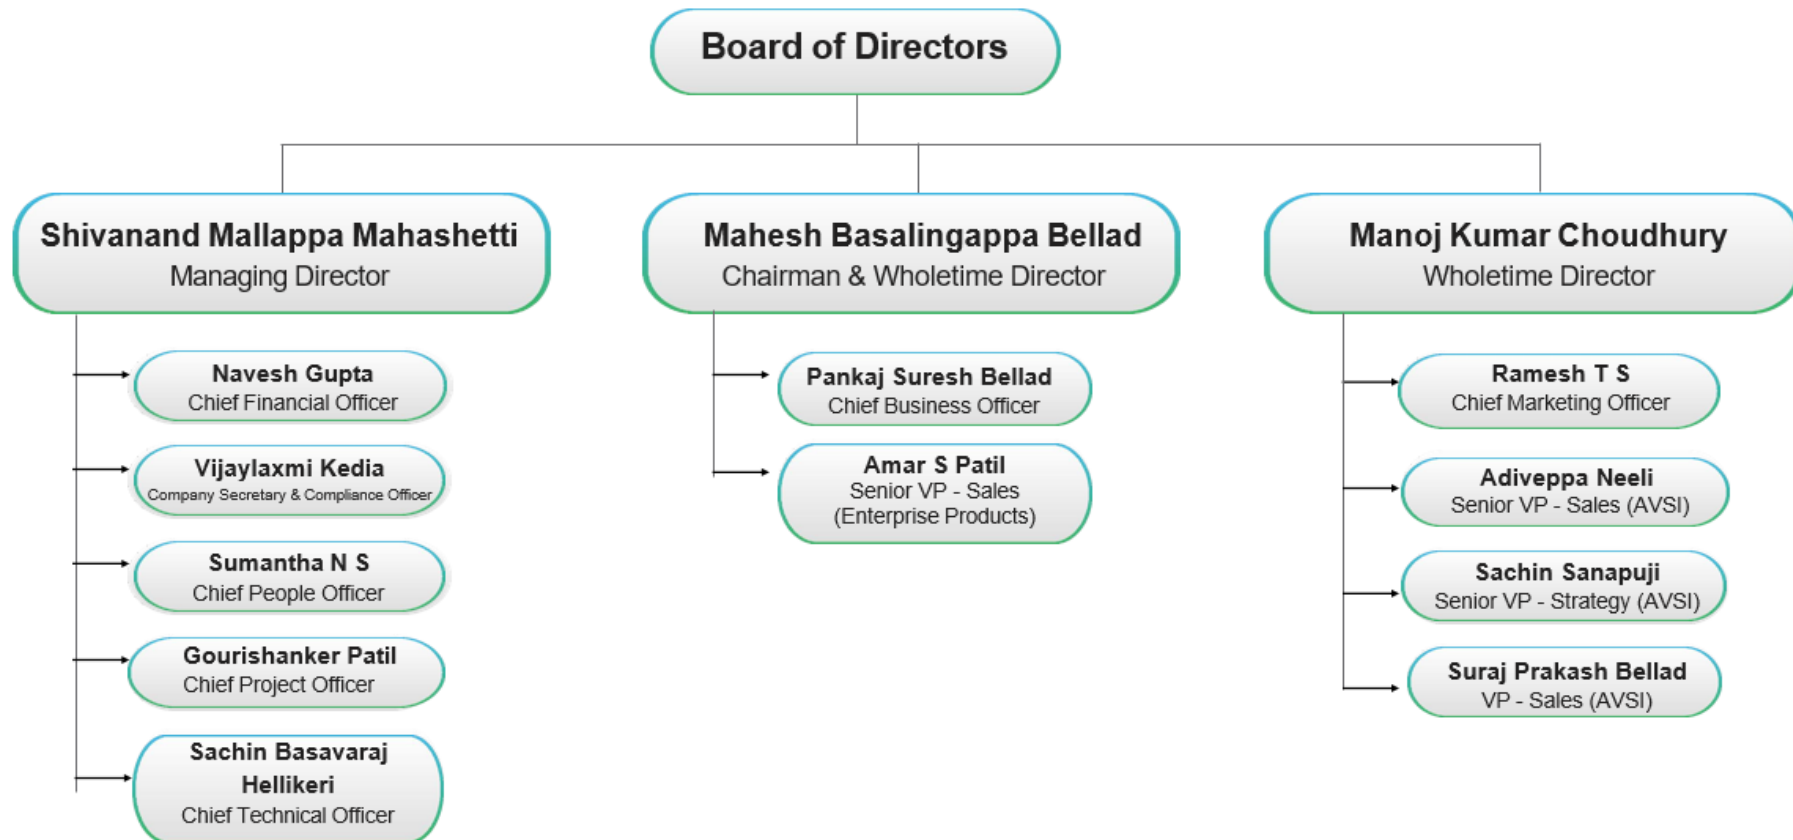 Board of Directors
Shivanand Mallappa Mahashetti
Managing Director
Navesh Gupta
Chief Financial Officer
Vijaylaxmi Kedia
Company Secretary & Compliance Officer
Sumantha N S
Chief People Officer
Gourishanker Patil
Chief Project Officer
Sachin Basavaraj
Hellikeri
Chief Technical Officer
Mahesh Basalingappa Bellad
Chairman & Wholetime Director
Pankaj Suresh Bellad
Chief Business Officer
Amar S Patil
Senior VP - Sales
(Enterprise Products)
Manoj Kumar Choudhury
Wholetime Director
Ramesh T S
Chief Marketing Officer
Adiveppa Neeli
Senior VP - Sales (AVSI)
Sachin Sanapuji
Senior VP - Strategy (AVSI)
Suraj Prakash Bellad
VP - Sales (AVSI)